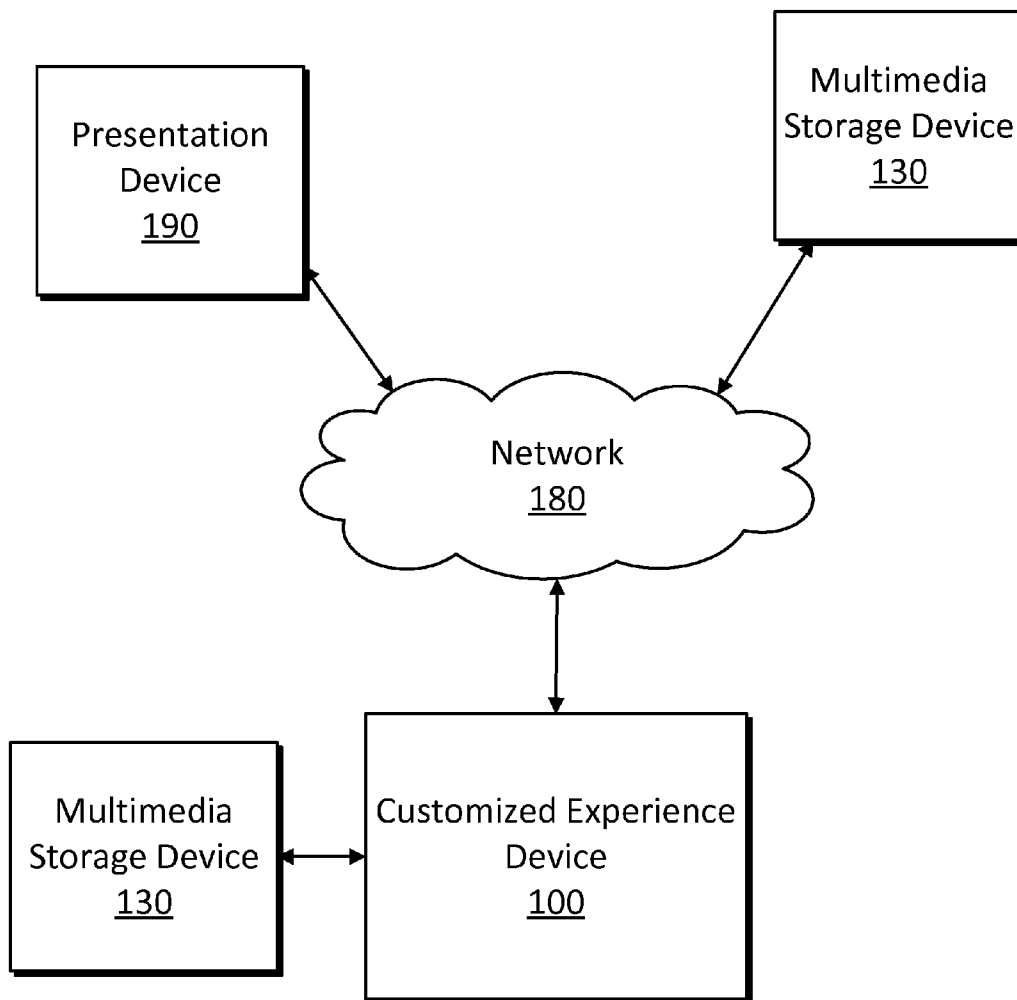 Presentation
Device
190
Multimedia
Storage Device
130
Network
180
Multimedia
Storage Device
130
Customized Experience
Device
100